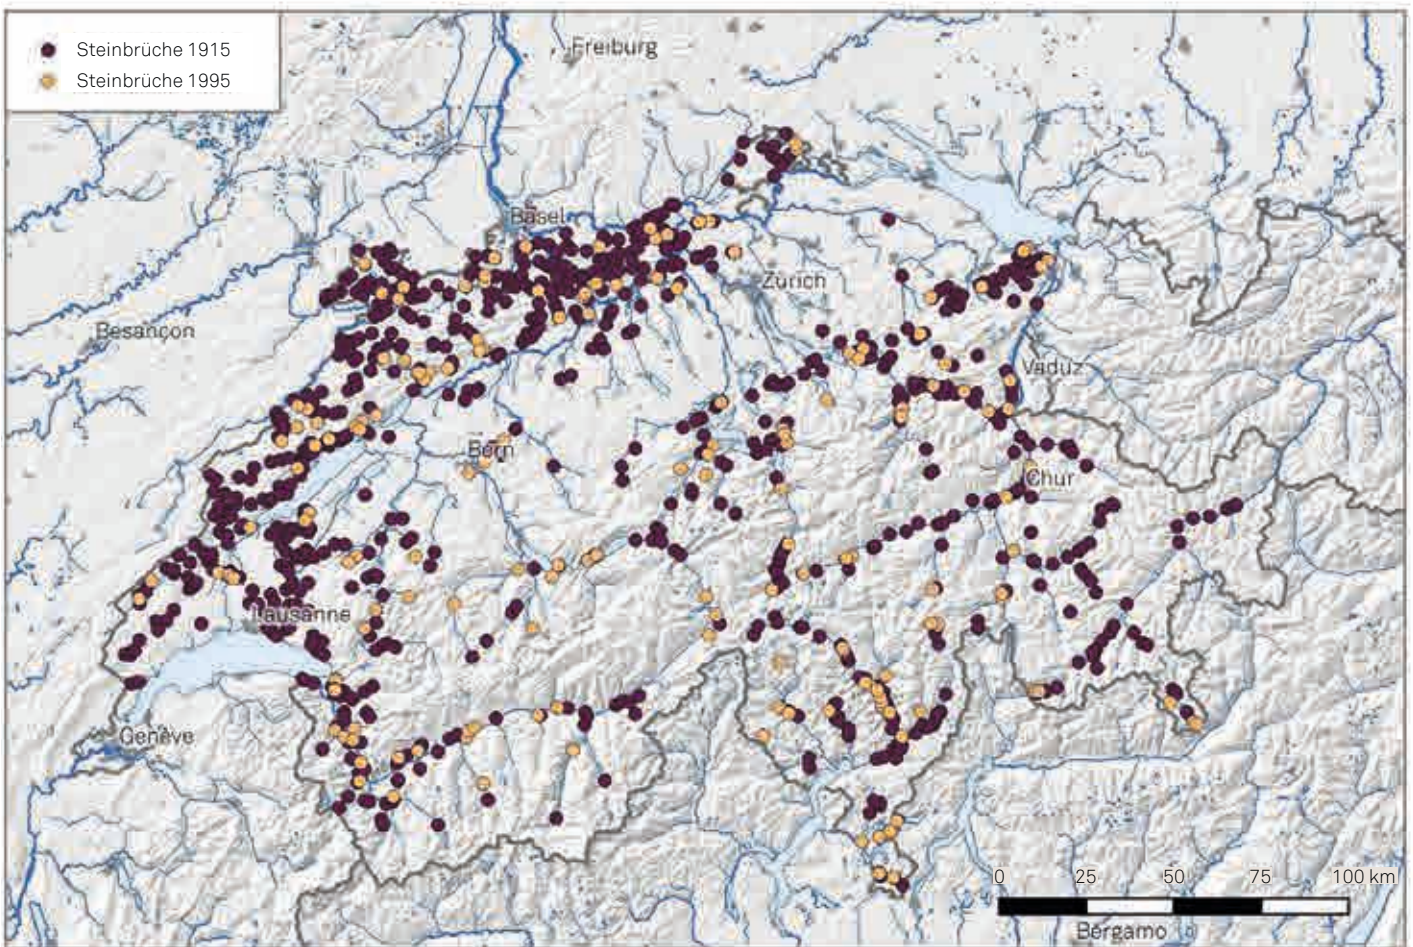 Steinbrüche 1915
Steinbrüche 1995
Freiburg
Basel
Zürich
Besançon
Vaduz
Bern
Chur
Lausanne
Genève
0 25 50 75 100 km
Bergamo